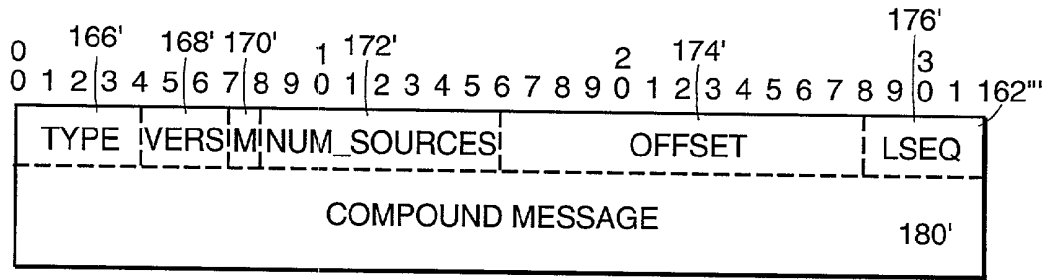 166' 168' 170' 172' 174' 176'
0 1 2 3
0 1 2 3 4 5 6 7 8 9 0 1 2 3 4 5 6 7 8 9 0 1 2 3 4 5 6 7 8 9 0 1 162'''
TYPE VERS M NUM_SOURCES OFFSET LSEQ
COMPOUND MESSAGE
180'